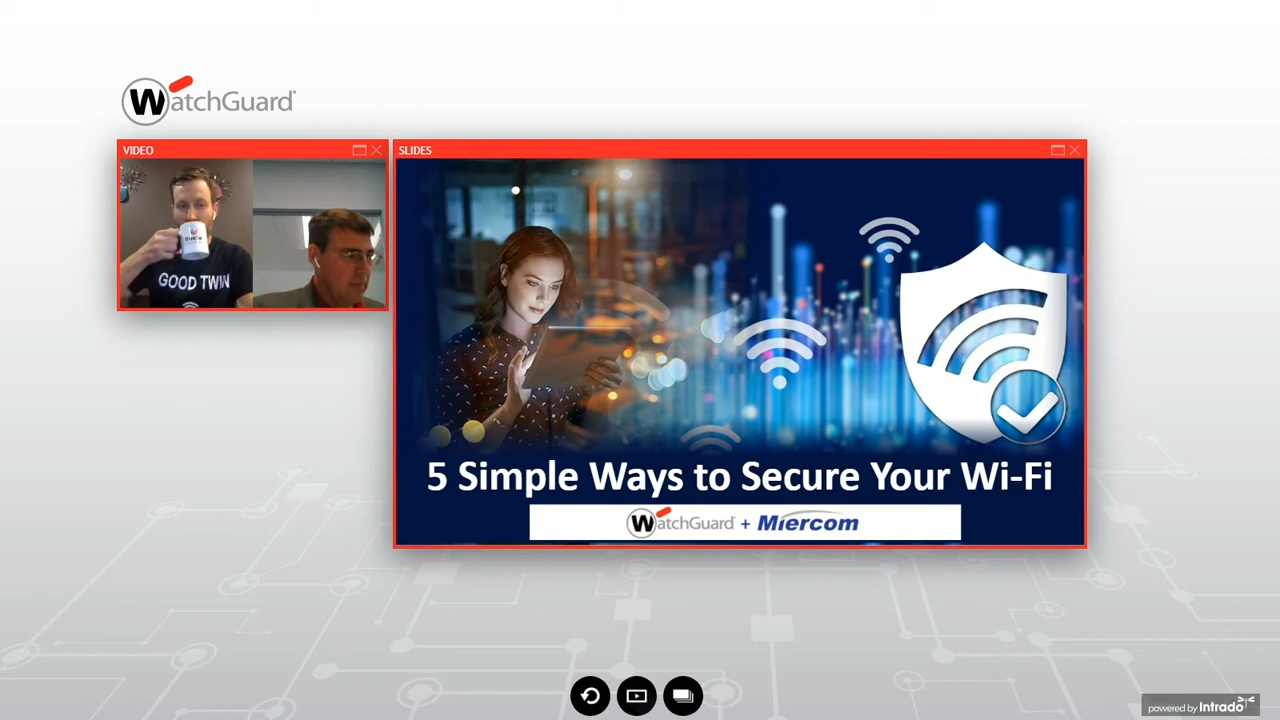 WatchGuard
VIDEO
GOOD TWIN
SLIDES
5 Simple Ways to Secure Your Wi-Fi
WatchGuard + Miercom
powered by Intrado